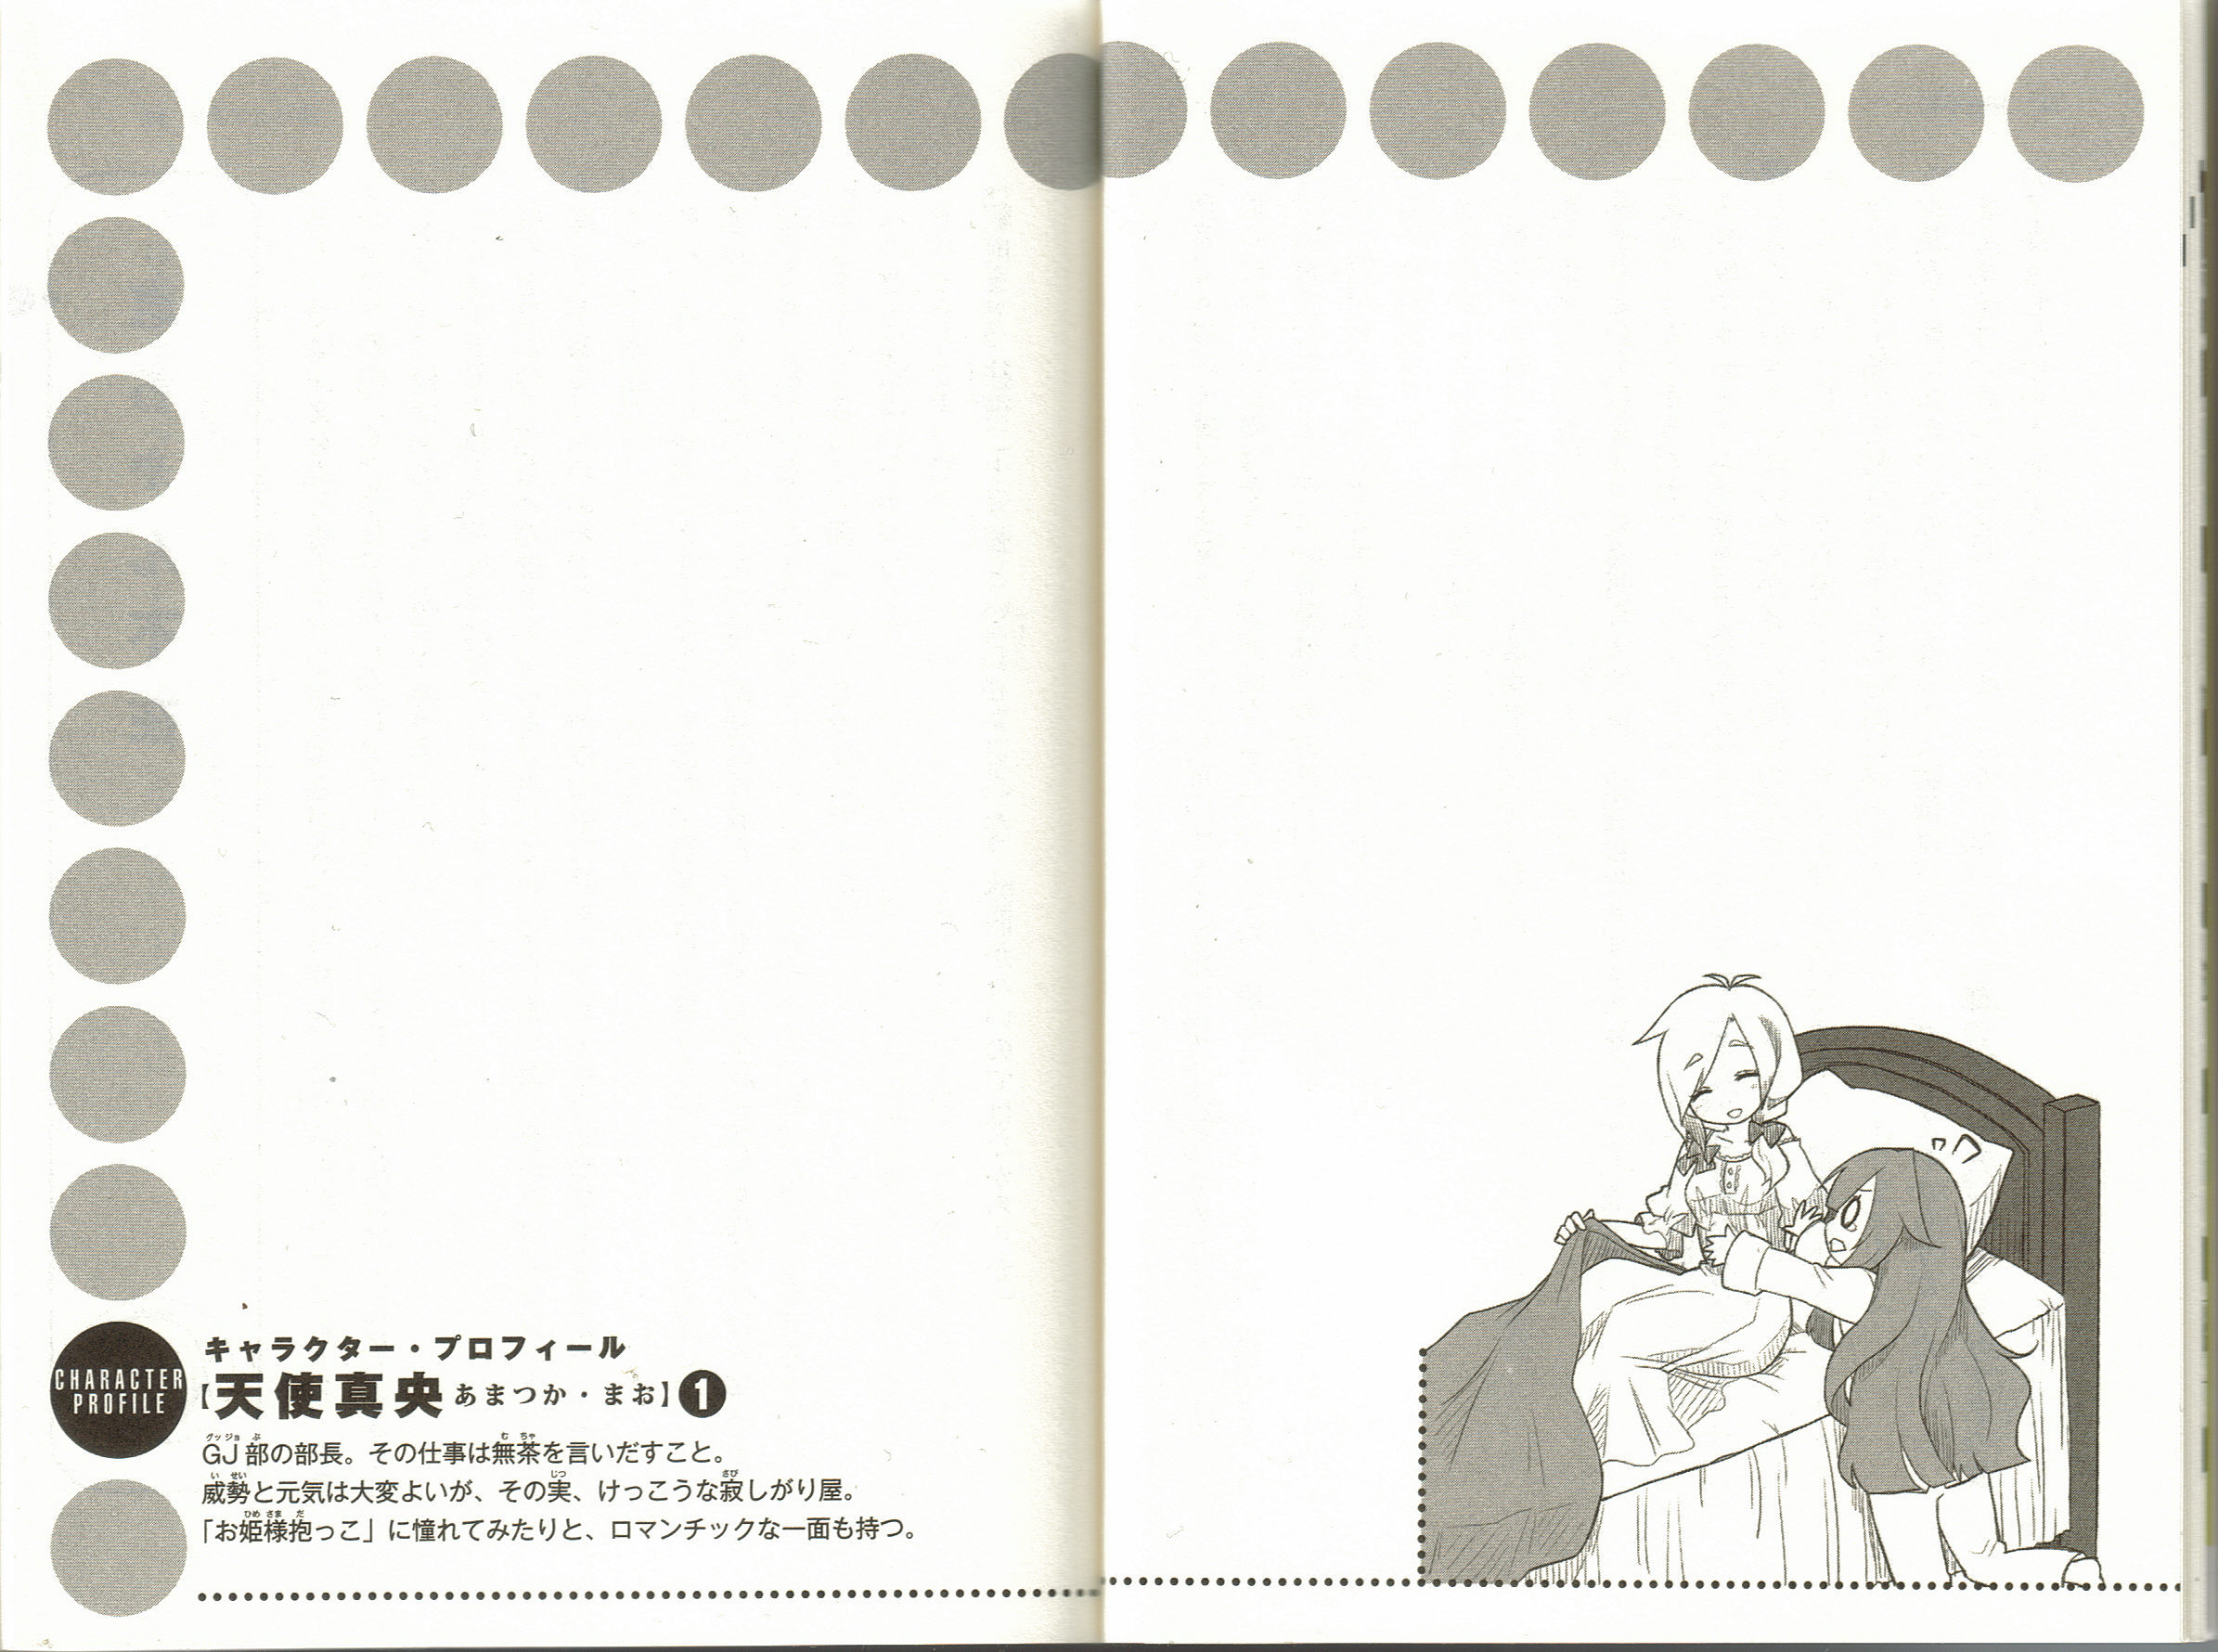 CHARACTER
PROFILE
キャラクター・プロフィール
【天使真央 あまつか・まお】❶
GJ部の部長。その仕事は無茶を言いだすこと。
威勢と元気は大変よいが、その実、けっこうな寂しがり屋。
「お姫様抱っこ」に憧れてみたりと、ロマンチックな一面も持つ。